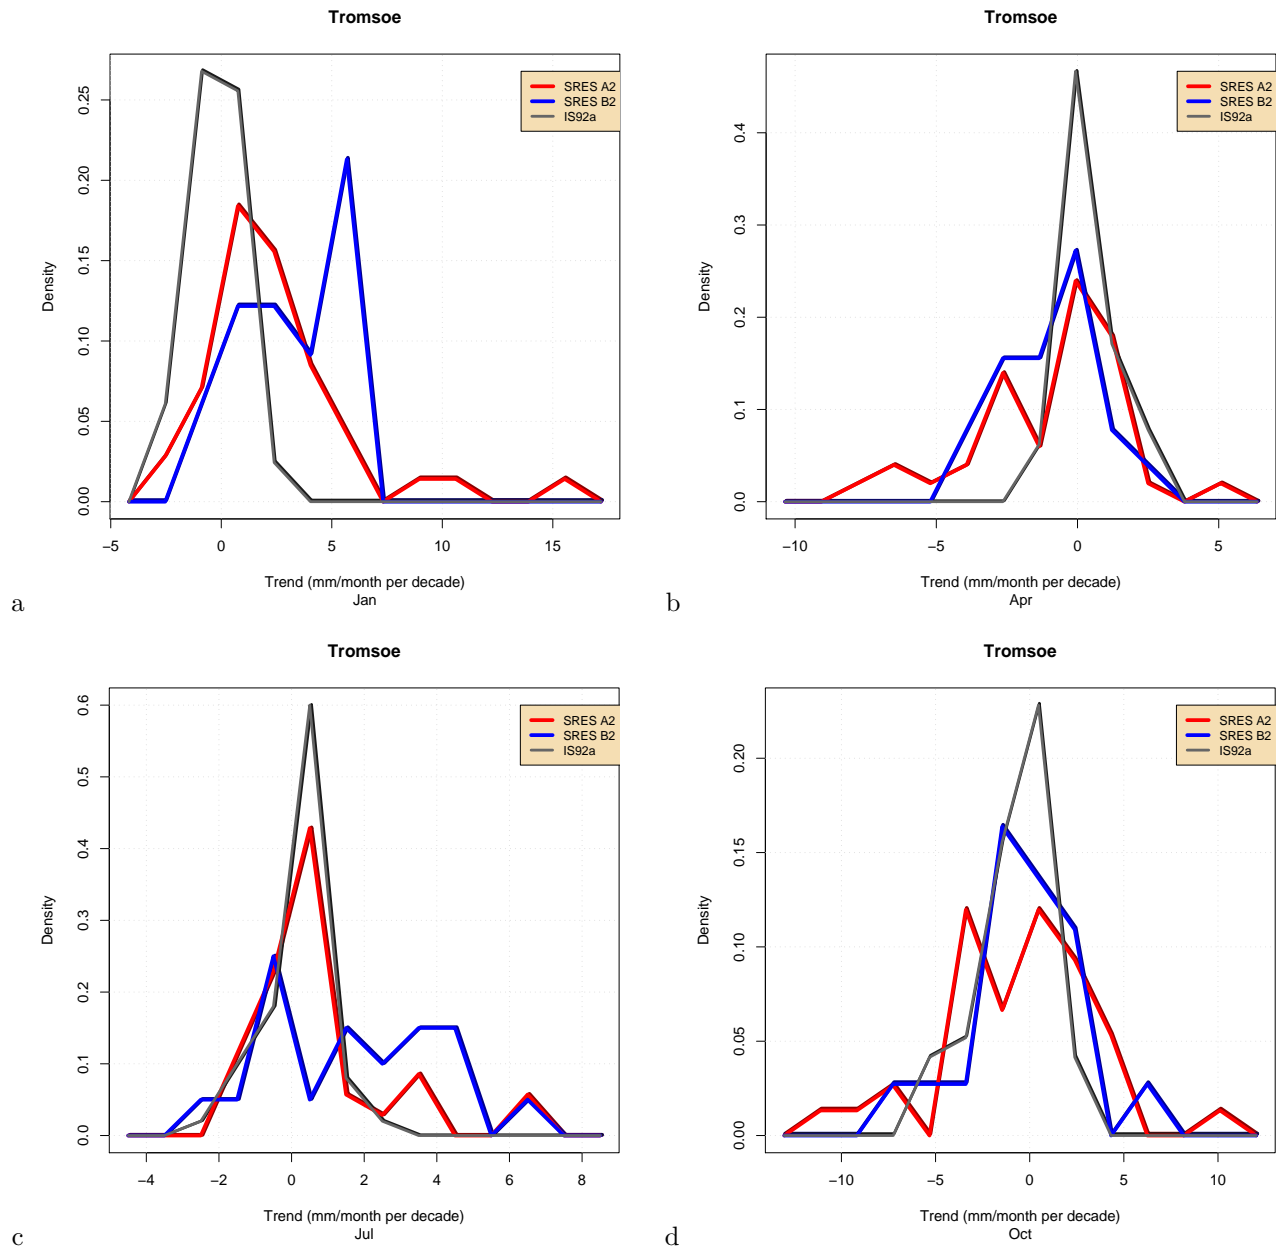 Tromsoe
Density
0.00 0.05 0.10 0.15 0.20 0.25
SRES A2
SRES B2
IS92a
−5 0 5 10 15
Trend (mm/month per decade)
Jan
a
Tromsoe
Density
0.0 0.1 0.2 0.3 0.4
SRES A2
SRES B2
IS92a
−10 −5 0 5
Trend (mm/month per decade)
Apr
b
Tromsoe
Density
0.0 0.1 0.2 0.3 0.4 0.5 0.6
SRES A2
SRES B2
IS92a
−4 −2 0 2 4 6 8
Trend (mm/month per decade)
Jul
c
Tromsoe
Density
0.00 0.05 0.10 0.15 0.20
SRES A2
SRES B2
IS92a
−10 −5 0 5 10
Trend (mm/month per decade)
Oct
d